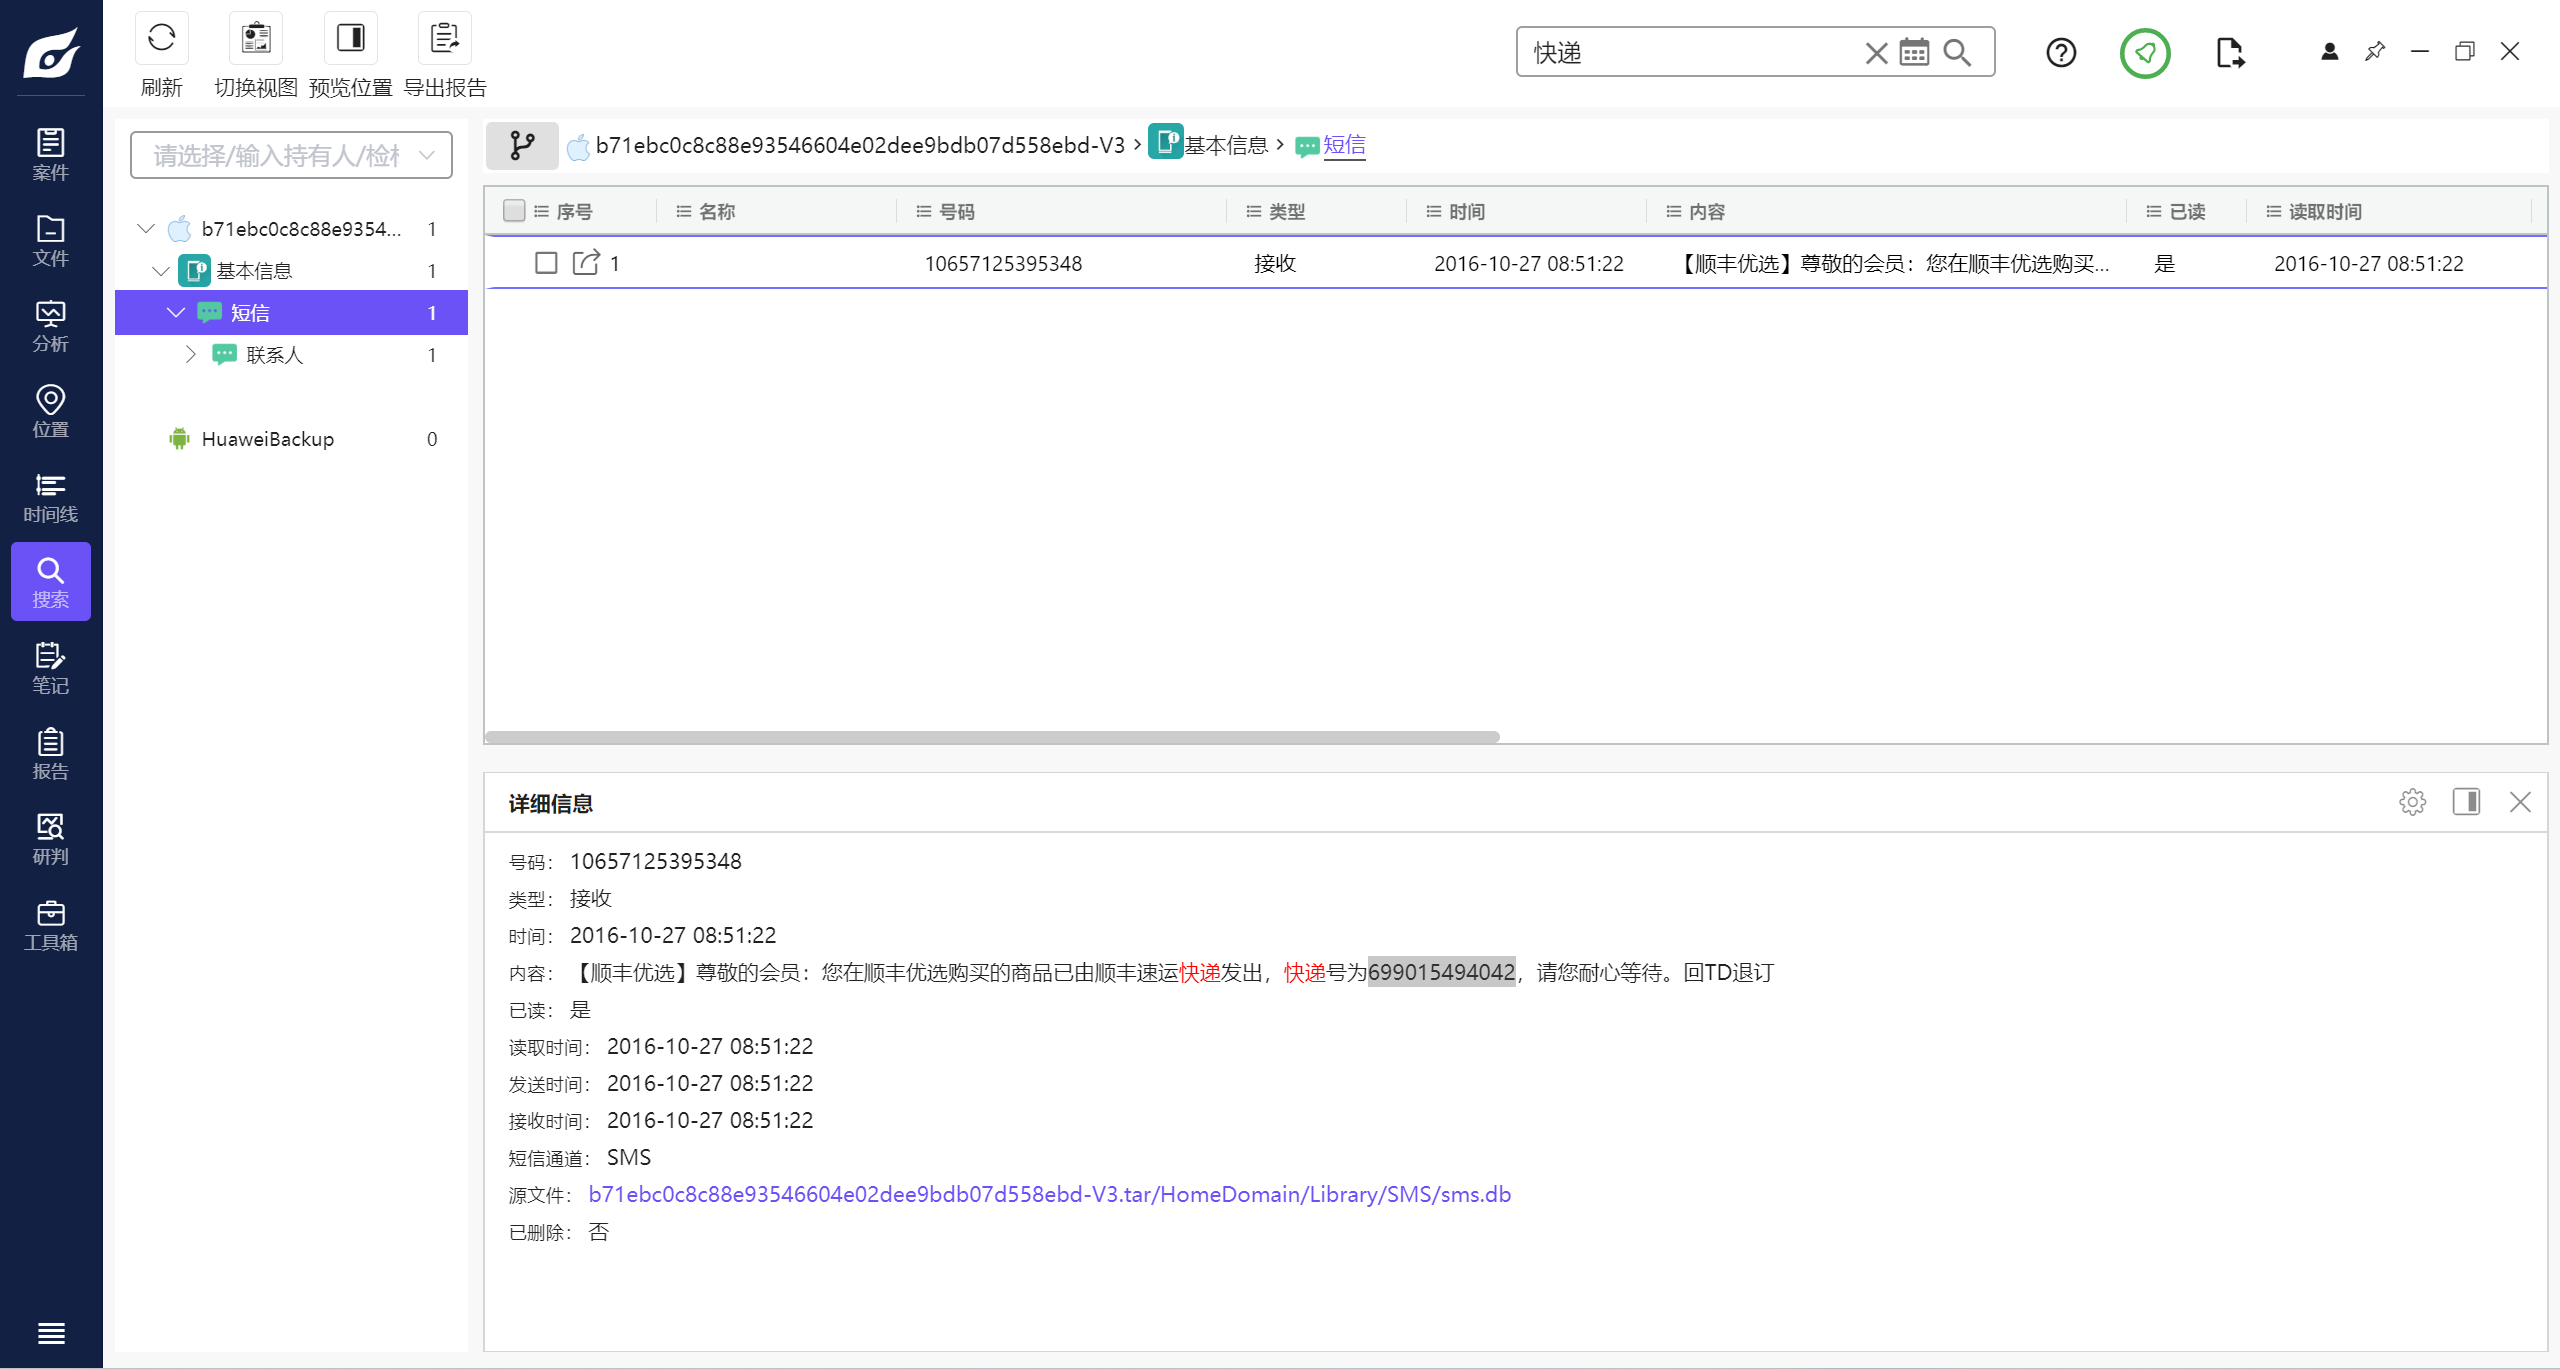 刷新 切换视图 预览位置 导出报告
快递
案件
文件
分析
位置
时间线
搜索
笔记
报告
研判
工具箱
请选择/输入持有人/检
b71ebc0c8c88e9354... 1
基本信息 1
短信 1
联系人 1
HuaweiBackup 0
b71ebc0c8c88e93546604e02dee9bdb07d558ebd-V3 › 基本信息 › 短信
序号 名称 号码 类型 时间 内容 已读 读取时间
1 10657125395348 接收 2016-10-27 08:51:22 【顺丰优选】尊敬的会员：您在顺丰优选购买... 是 2016-10-27 08:51:22
详细信息
号码： 10657125395348
类型： 接收
时间： 2016-10-27 08:51:22
内容： 【顺丰优选】尊敬的会员：您在顺丰优选购买的商品已由顺丰速运快递发出，快递号为699015494042，请您耐心等待。回TD退订
已读： 是
读取时间： 2016-10-27 08:51:22
发送时间： 2016-10-27 08:51:22
接收时间： 2016-10-27 08:51:22
短信通道： SMS
源文件： b71ebc0c8c88e93546604e02dee9bdb07d558ebd-V3.tar/HomeDomain/Library/SMS/sms.db
已删除： 否